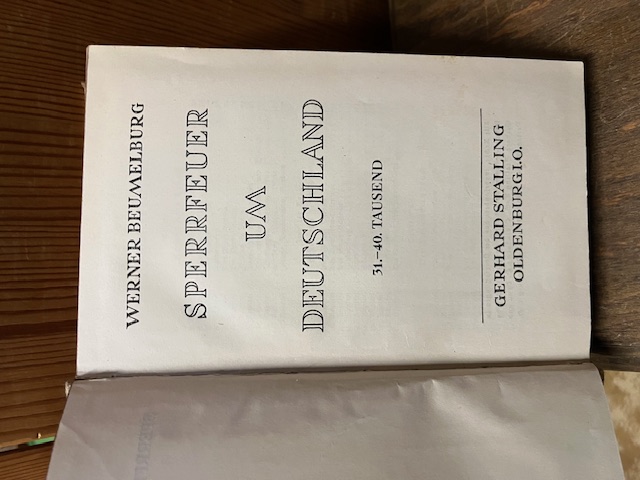 WERNER BEUMELBURG
SPERRFEUER
UM
DEUTSCHLAND
31.–40. TAUSEND
GERHARD STALLING
OLDENBURG I. O.